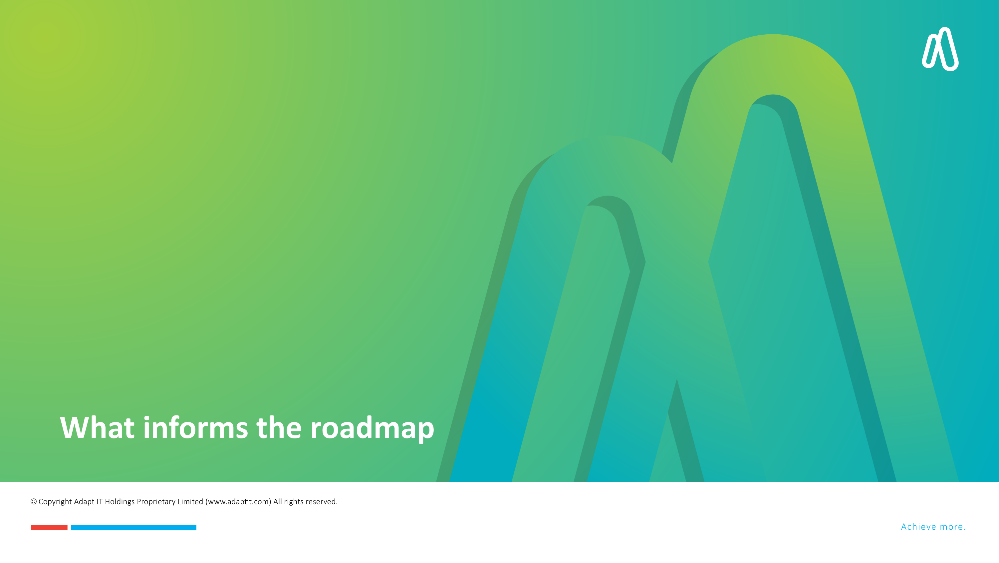 What informs the roadmap
© Copyright Adapt IT Holdings Proprietary Limited (www.adaptit.com) All rights reserved.
Achieve more.